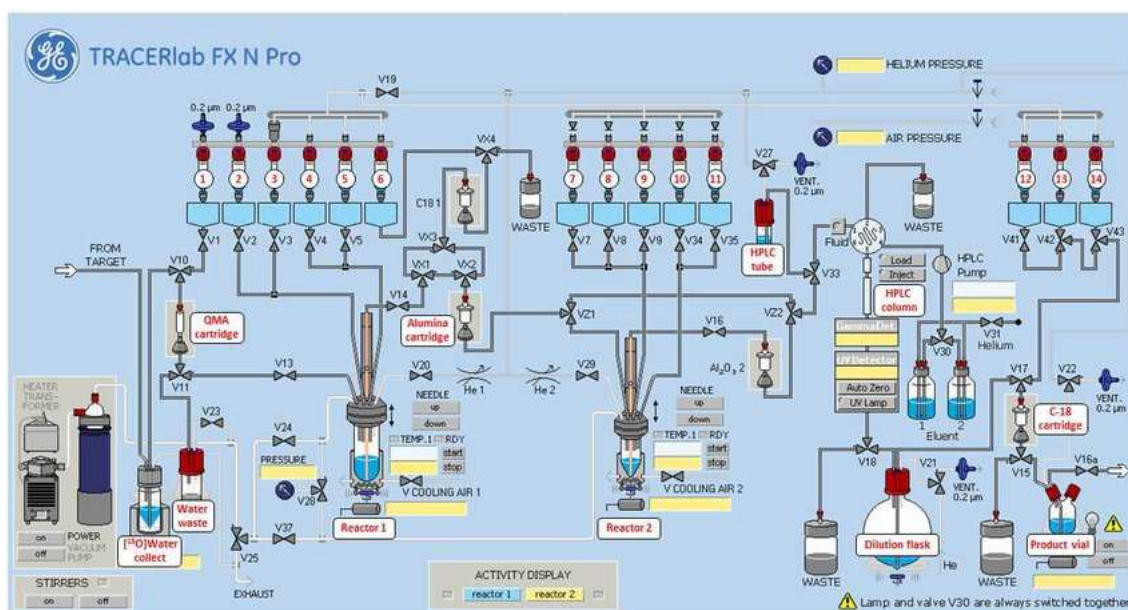 GE TRACERlab FX N Pro
HELIUM PRESSURE
AIR PRESSURE
V19
0.2 µm 0.2 µm
1 2 3 4 5 6
VX4
7 8 9 10 11
V27
VENT.
0.2 µm
12 13 14
C18 1
WASTE
WASTE
V1 V2 V3 V4 V5
VX3
V7 V8 V9 V34 V35
HPLC tube
Fluid
V41 V42 V43
FROM TARGET
V10
VX1 VX2
V33
Load
Inject
HPLC Pump
HPLC column
QMA cartridge
V14
Alumina cartridge
VZ1
V16
VZ2
GammaDet.
UVDetector
Auto Zero
UV Lamp
V31
Helium
V30
V11
V13
V20
He 1
He 2
V29
Al₂O₃ 2
1 2
Eluent
V17
V22
VENT.
0.2 µm
HEATER TRANSFORMER
V23
V24
NEEDLE
up
down
NEEDLE
up
down
C-18 cartridge
PRESSURE
TEMP.1 RDY
start
stop
TEMP.1 RDY
start
stop
V18
V21
VENT.
0.2 µm
V15
V16a
V28
V COOLING AIR 1
V COOLING AIR 2
Water waste
[¹⁸O]Water collect
Reactor 1
Reactor 2
Dilution flask
Product vial
on
off
POWER
VACUUM PUMP
on
off
V25
V37
EXHAUST
WASTE
He
WASTE
STIRRERS
on off
ACTIVITY DISPLAY
reactor 1 reactor 2
Lamp and valve V30 are always switched together